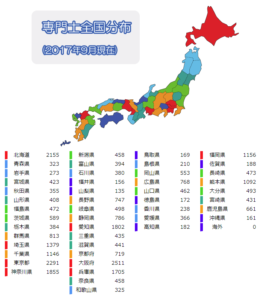 専門士全国分布
(2017年9月現在)
北海道 2155
青森県 323
岩手県 273
宮城県 423
秋田県 355
山形県 408
福島県 472
茨城県 589
栃木県 384
群馬県 813
埼玉県 1379
千葉県 1146
東京都 2291
神奈川県 1855
新潟県 458
富山県 394
石川県 380
福井県 156
山梨県 135
長野県 747
岐阜県 498
静岡県 786
愛知県 1802
三重県 435
滋賀県 441
京都府 719
大阪府 2511
兵庫県 1705
奈良県 458
和歌山県 325
鳥取県 169
島根県 210
岡山県 553
広島県 768
山口県 462
徳島県 172
香川県 238
愛媛県 366
高知県 182
福岡県 1156
佐賀県 188
長崎県 473
熊本県 1092
大分県 493
宮崎県 431
鹿児島県 661
沖縄県 161
海外 0